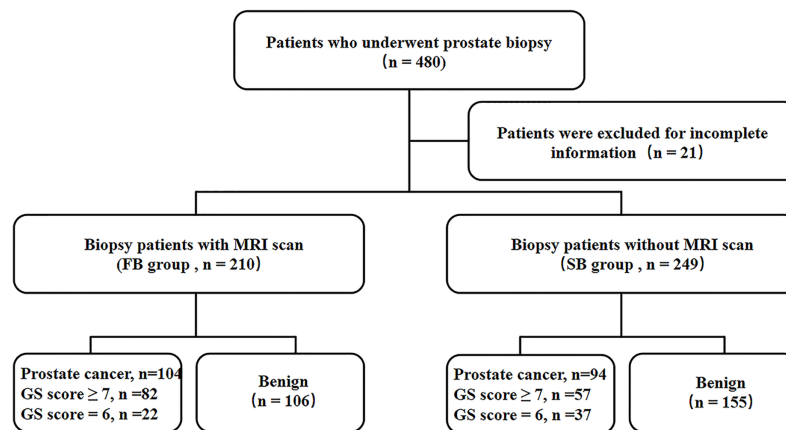 Patients who underwent prostate biopsy
(n = 480)
Patients were excluded for incomplete
information (n = 21)
Biopsy patients with MRI scan
(FB group , n = 210)
Biopsy patients without MRI scan
(SB group , n = 249)
Prostate cancer, n=104
GS score ≥ 7, n =82
GS score = 6, n =22
Benign
(n = 106)
Prostate cancer, n=94
GS score ≥ 7, n =57
GS score = 6, n =37
Benign
(n = 155)